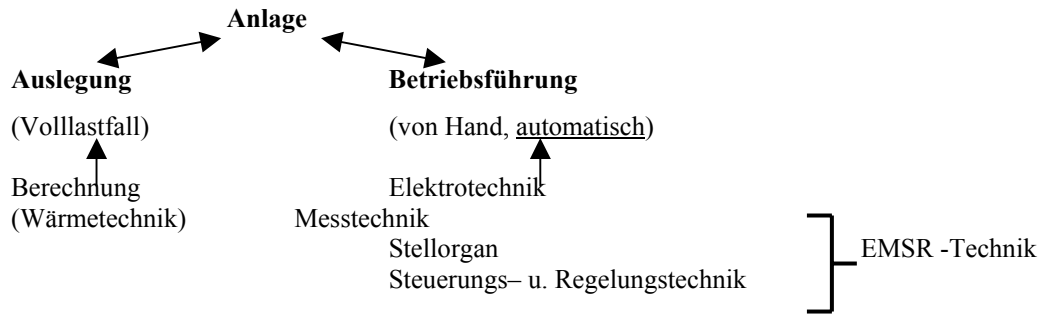 Anlage
Auslegung Betriebsführung
(Volllastfall) (von Hand, automatisch)
Berechnung Elektrotechnik
(Wärmetechnik) Messtechnik
Stellorgan EMSR -Technik
Steuerungs– u. Regelungstechnik